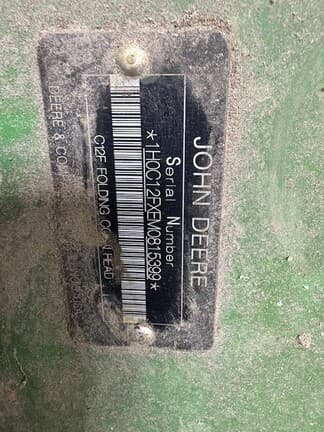 JOHN DEERE
Serial Number
*1H0C12FXEM0815399*
C12F FOLDING CORN HEAD
DEERE & CO.